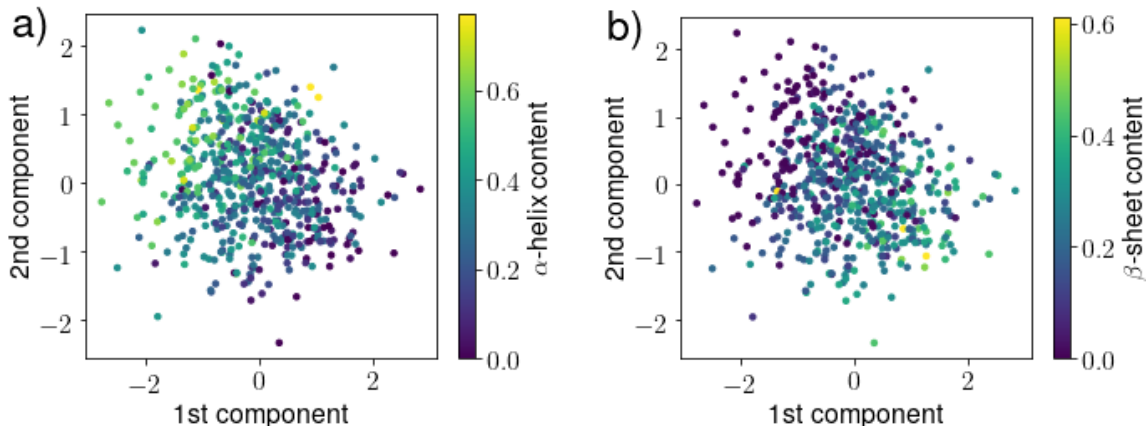 a)
2nd component
2
1
0
−1
−2
−2 0 2
1st component
0.6
0.4
0.2
0.0
α-helix content
b)
2nd component
2
1
0
−1
−2
−2 0 2
1st component
0.6
0.4
0.2
0.0
β-sheet content